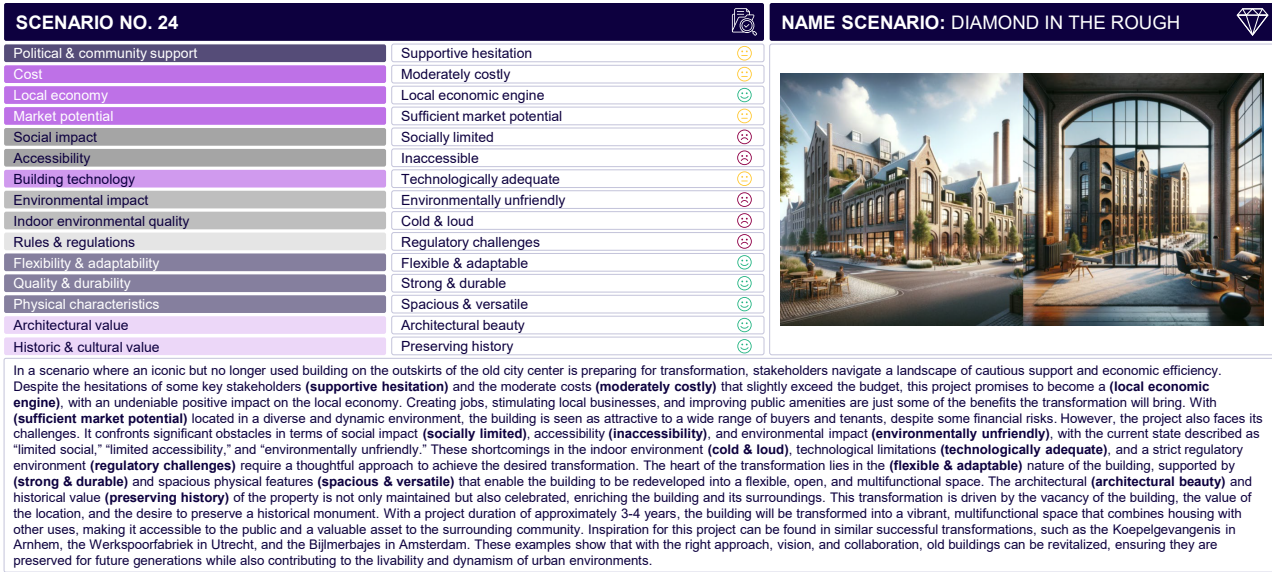 SCENARIO NO. 24
NAME SCENARIO: DIAMOND IN THE ROUGH
Political & community support Supportive hesitation
Cost Moderately costly
Local economy Local economic engine
Market potential Sufficient market potential
Social impact Socially limited
Accessibility Inaccessible
Building technology Technologically adequate
Environmental impact Environmentally unfriendly
Indoor environmental quality Cold & loud
Rules & regulations Regulatory challenges
Flexibility & adaptability Flexible & adaptable
Quality & durability Strong & durable
Physical characteristics Spacious & versatile
Architectural value Architectural beauty
Historic & cultural value Preserving history
In a scenario where an iconic but no longer used building on the outskirts of the old city center is preparing for transformation, stakeholders navigate a landscape of cautious support and economic efficiency.
Despite the hesitations of some key stakeholders (supportive hesitation) and the moderate costs (moderately costly) that slightly exceed the budget, this project promises to become a (local economic
engine), with an undeniable positive impact on the local economy. Creating jobs, stimulating local businesses, and improving public amenities are just some of the benefits the transformation will bring. With
(sufficient market potential) located in a diverse and dynamic environment, the building is seen as attractive to a wide range of buyers and tenants, despite some financial risks. However, the project also faces its
challenges. It confronts significant obstacles in terms of social impact (socially limited), accessibility (inaccessibility), and environmental impact (environmentally unfriendly), with the current state described as
“limited social,” “limited accessibility,” and “environmentally unfriendly.” These shortcomings in the indoor environment (cold & loud), technological limitations (technologically adequate), and a strict regulatory
environment (regulatory challenges) require a thoughtful approach to achieve the desired transformation. The heart of the transformation lies in the (flexible & adaptable) nature of the building, supported by
(strong & durable) and spacious physical features (spacious & versatile) that enable the building to be redeveloped into a flexible, open, and multifunctional space. The architectural (architectural beauty) and
historical value (preserving history) of the property is not only maintained but also celebrated, enriching the building and its surroundings. This transformation is driven by the vacancy of the building, the value of
the location, and the desire to preserve a historical monument. With a project duration of approximately 3-4 years, the building will be transformed into a vibrant, multifunctional space that combines housing with
other uses, making it accessible to the public and a valuable asset to the surrounding community. Inspiration for this project can be found in similar successful transformations, such as the Koepelgevangenis in
Arnhem, the Werkspoorfabriek in Utrecht, and the Bijlmerbajes in Amsterdam. These examples show that with the right approach, vision, and collaboration, old buildings can be revitalized, ensuring they are
preserved for future generations while also contributing to the livability and dynamism of urban environments.